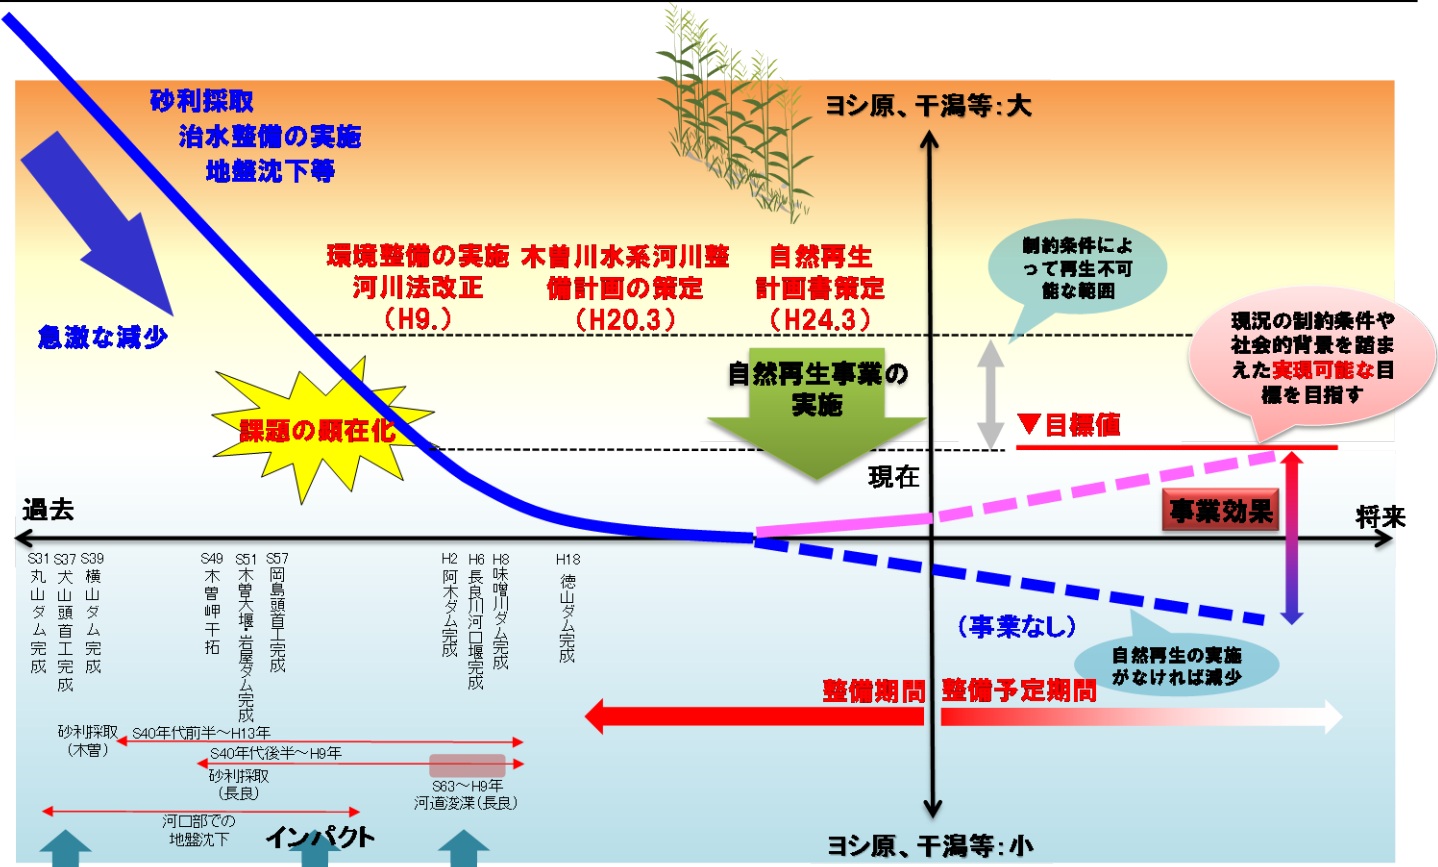 ヨシ原、干潟等：大
砂利採取
治水整備の実施
地盤沈下等
急激な減少
環境整備の実施
河川法改正
（H9.）
木曽川水系河川整
備計画の策定
（H20.3）
自然再生
計画書策定
（H24.3）
制約条件によ
って再生不可
能な範囲
現況の制約条件や
社会的背景を踏ま
えた実現可能な目
標を目指す
課題の顕在化
自然再生事業の
実施
▼目標値
現在
過去
将来
事業効果
S31
丸山ダム完成
S37
犬山頭首工完成
S39
横山ダム完成
S49
木曽岬干拓
S51
木曽大堰・岩屋ダム完成
S57
岡島頭首工完成
H2
阿木ダム完成
H6
長良川河口堰完成
H8
味噌川ダム完成
H18
徳山ダム完成
（事業なし）
自然再生の実施
がなければ減少
整備期間
整備予定期間
砂利採取
（木曽）
S40年代前半～H13年
S40年代後半～H9年
砂利採取
（長良）
S63～H9年
河道浚渫（長良）
河口部での
地盤沈下
インパクト
ヨシ原、干潟等：小